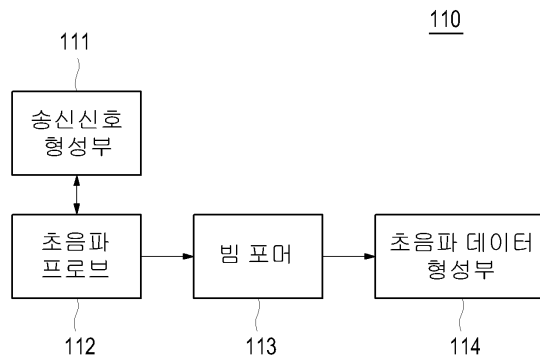 110
111
송신신호
형성부
초음파
프로브
빔 포머
초음파 데이터
형성부
112
113
114